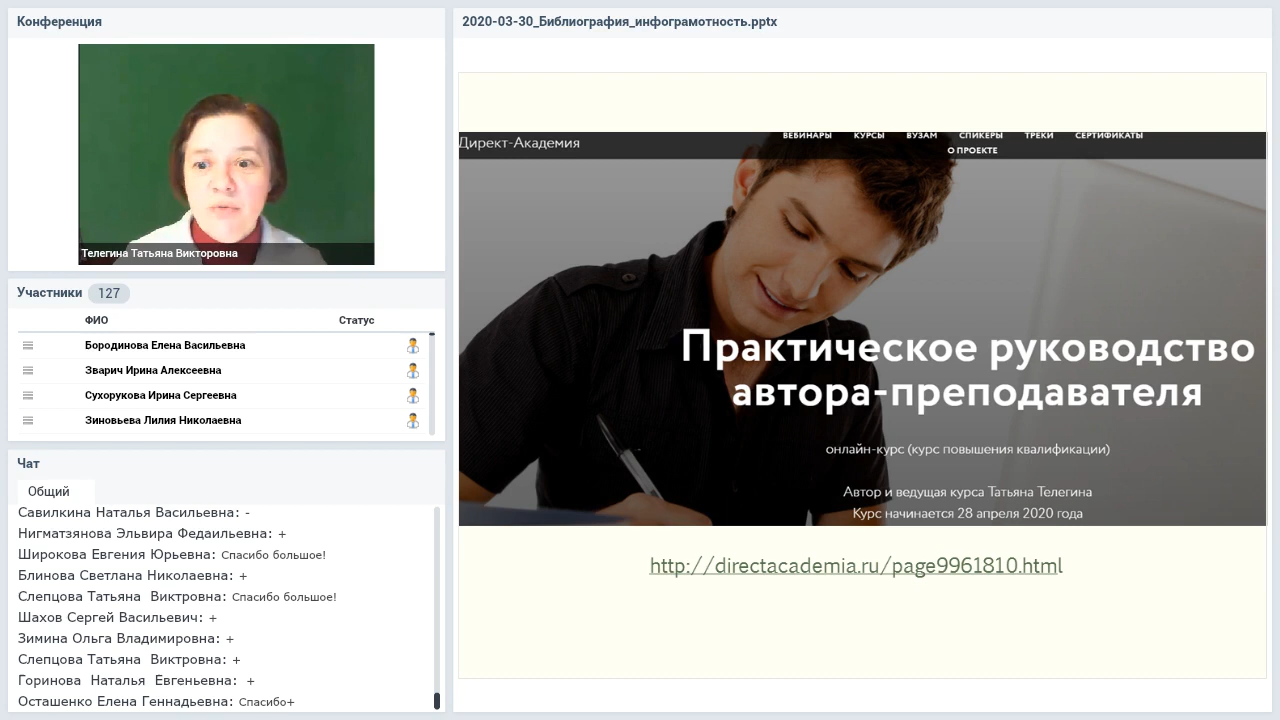 Конференция
Телегина Татьяна Викторовна
Участники 127
ФИО Статус
Бородинова Елена Васильевна
Зварич Ирина Алексеевна
Сухорукова Ирина Сергеевна
Зиновьева Лилия Николаевна
Чат
Общий
Савилкина Наталья Васильевна: -
Нигматзянова Эльвира Федаильевна: +
Широкова Евгения Юрьевна: Спасибо большое!
Блинова Светлана Николаевна: +
Слепцова Татьяна Виктровна: Спасибо большое!
Шахов Сергей Васильевич: +
Зимина Ольга Владимировна: +
Слепцова Татьяна Виктровна: +
Горинова Наталья Евгеньевна: +
Осташенко Елена Геннадьевна: Спасибо+
2020-03-30_Библиография_инфограмотность.pptx
Директ-Академия
ВЕБИНАРЫ КУРСЫ ВУЗАМ СПИКЕРЫ ТРЕКИ СЕРТИФИКАТЫ
О ПРОЕКТЕ
Практическое руководство
автора-преподавателя
онлайн-курс (курс повышения квалификации)
Автор и ведущая курса Татьяна Телегина
Курс начинается 28 апреля 2020 года
http://directacademia.ru/page9961810.html